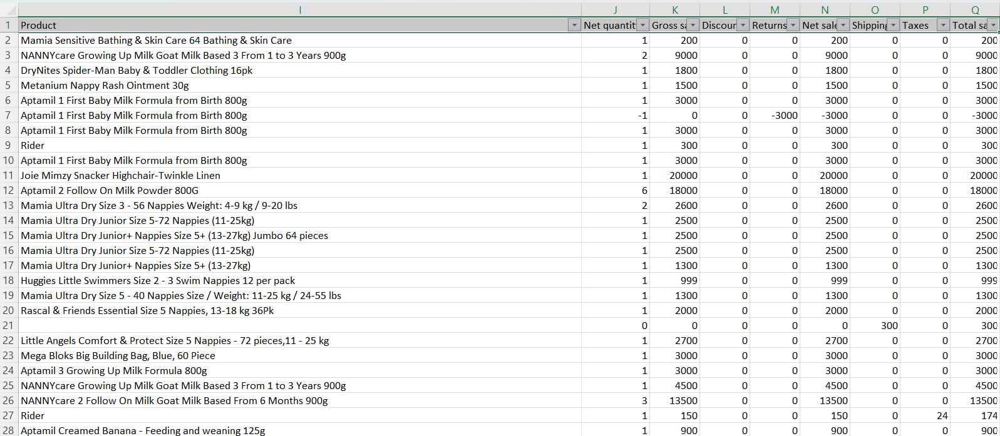 I J K L M N O P Q
1 Product Net quantit Gross sa Discour Returns Net sale Shipping Taxes Total sa
2 Mamia Sensitive Bathing & Skin Care 64 Bathing & Skin Care 1 200 0 0 200 0 0 200
3 NANNYcare Growing Up Milk Goat Milk Based 3 From 1 to 3 Years 900g 2 9000 0 0 9000 0 0 9000
4 DryNites Spider-Man Baby & Toddler Clothing 16pk 1 1800 0 0 1800 0 0 1800
5 Metanium Nappy Rash Ointment 30g 1 1500 0 0 1500 0 0 1500
6 Aptamil 1 First Baby Milk Formula from Birth 800g 1 3000 0 0 3000 0 0 3000
7 Aptamil 1 First Baby Milk Formula from Birth 800g -1 0 0 -3000 -3000 0 0 -3000
8 Aptamil 1 First Baby Milk Formula from Birth 800g 1 3000 0 0 3000 0 0 3000
9 Rider 1 300 0 0 300 0 0 300
10 Aptamil 1 First Baby Milk Formula from Birth 800g 1 3000 0 0 3000 0 0 3000
11 Joie Mimzy Snacker Highchair-Twinkle Linen 1 20000 0 0 20000 0 0 20000
12 Aptamil 2 Follow On Milk Powder 800G 6 18000 0 0 18000 0 0 18000
13 Mamia Ultra Dry Size 3 - 56 Nappies Weight: 4-9 kg / 9-20 lbs 2 2600 0 0 2600 0 0 2600
14 Mamia Ultra Dry Junior Size 5-72 Nappies (11-25kg) 1 2500 0 0 2500 0 0 2500
15 Mamia Ultra Dry Junior+ Nappies Size 5+ (13-27kg) Jumbo 64 pieces 1 2500 0 0 2500 0 0 2500
16 Mamia Ultra Dry Junior Size 5-72 Nappies (11-25kg) 1 2500 0 0 2500 0 0 2500
17 Mamia Ultra Dry Junior+ Nappies Size 5+ (13-27kg) 1 1300 0 0 1300 0 0 1300
18 Huggies Little Swimmers Size 2 - 3 Swim Nappies 12 per pack 1 999 0 0 999 0 0 999
19 Mamia Ultra Dry Size 5 - 40 Nappies Size / Weight: 11-25 kg / 24-55 lbs 1 1300 0 0 1300 0 0 1300
20 Rascal & Friends Essential Size 5 Nappies, 13-18 kg 36Pk 1 2000 0 0 2000 0 0 2000
21 0 0 0 0 0 300 0 300
22 Little Angels Comfort & Protect Size 5 Nappies - 72 pieces,11 - 25 kg 1 2700 0 0 2700 0 0 2700
23 Mega Bloks Big Building Bag, Blue, 60 Piece 1 3000 0 0 3000 0 0 3000
24 Aptamil 3 Growing Up Milk Formula 800g 1 3000 0 0 3000 0 0 3000
25 NANNYcare Growing Up Milk Goat Milk Based 3 From 1 to 3 Years 900g 1 4500 0 0 4500 0 0 4500
26 NANNYcare 2 Follow On Milk Goat Milk Based From 6 Months 900g 3 13500 0 0 13500 0 0 13500
27 Rider 1 150 0 0 150 0 24 174
28 Aptamil Creamed Banana - Feeding and weaning 125g 1 900 0 0 900 0 0 900